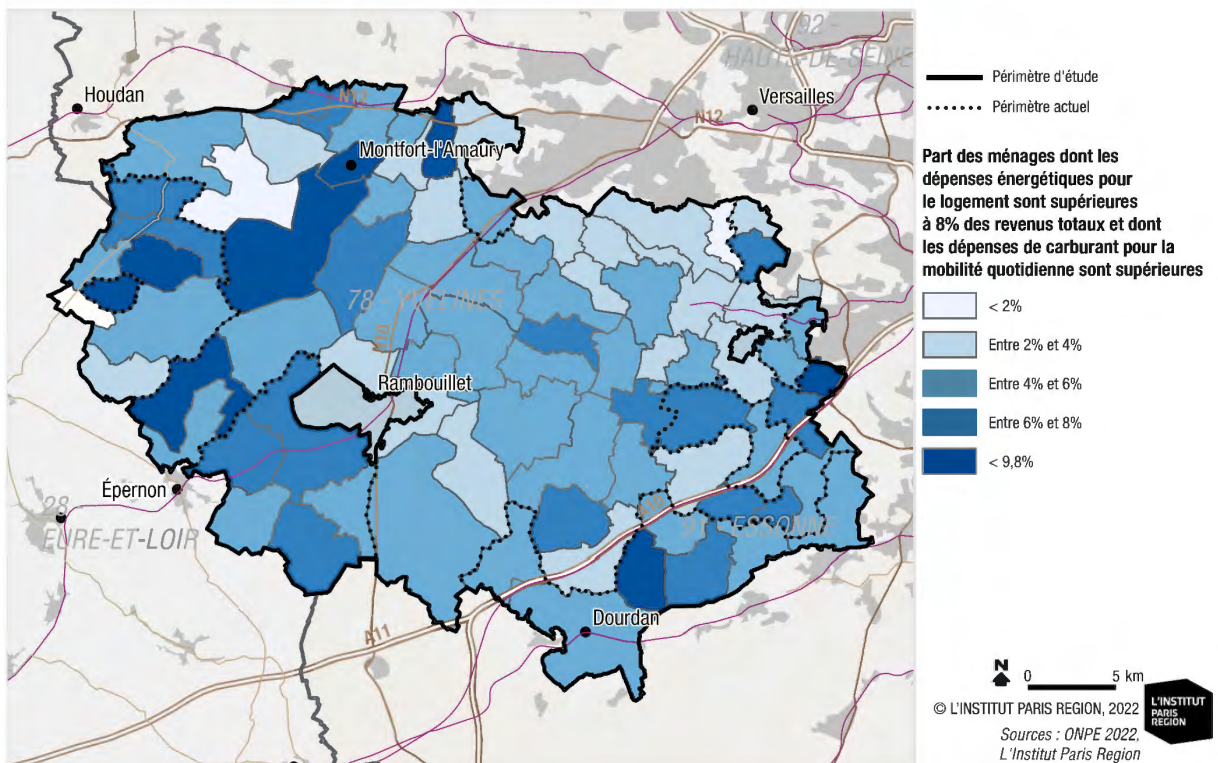 92 -
HAUTS-DE-SEINE
Houdan
N12
Versailles
N12
Montfort-l'Amaury
78 - YVELINES
N10
Rambouillet
Épernon
28
EURE-ET-LOIR
A10
91 - ESSONNE
Dourdan
A11
Périmètre d'étude
Périmètre actuel
Part des ménages dont les
dépenses énergétiques pour
le logement sont supérieures
à 8% des revenus totaux et dont
les dépenses de carburant pour la
mobilité quotidienne sont supérieures
< 2%
Entre 2% et 4%
Entre 4% et 6%
Entre 6% et 8%
< 9,8%
N
0 5 km
© L'INSTITUT PARIS REGION, 2022
Sources : ONPE 2022,
L'Institut Paris Region
L'INSTITUT
PARIS
REGION